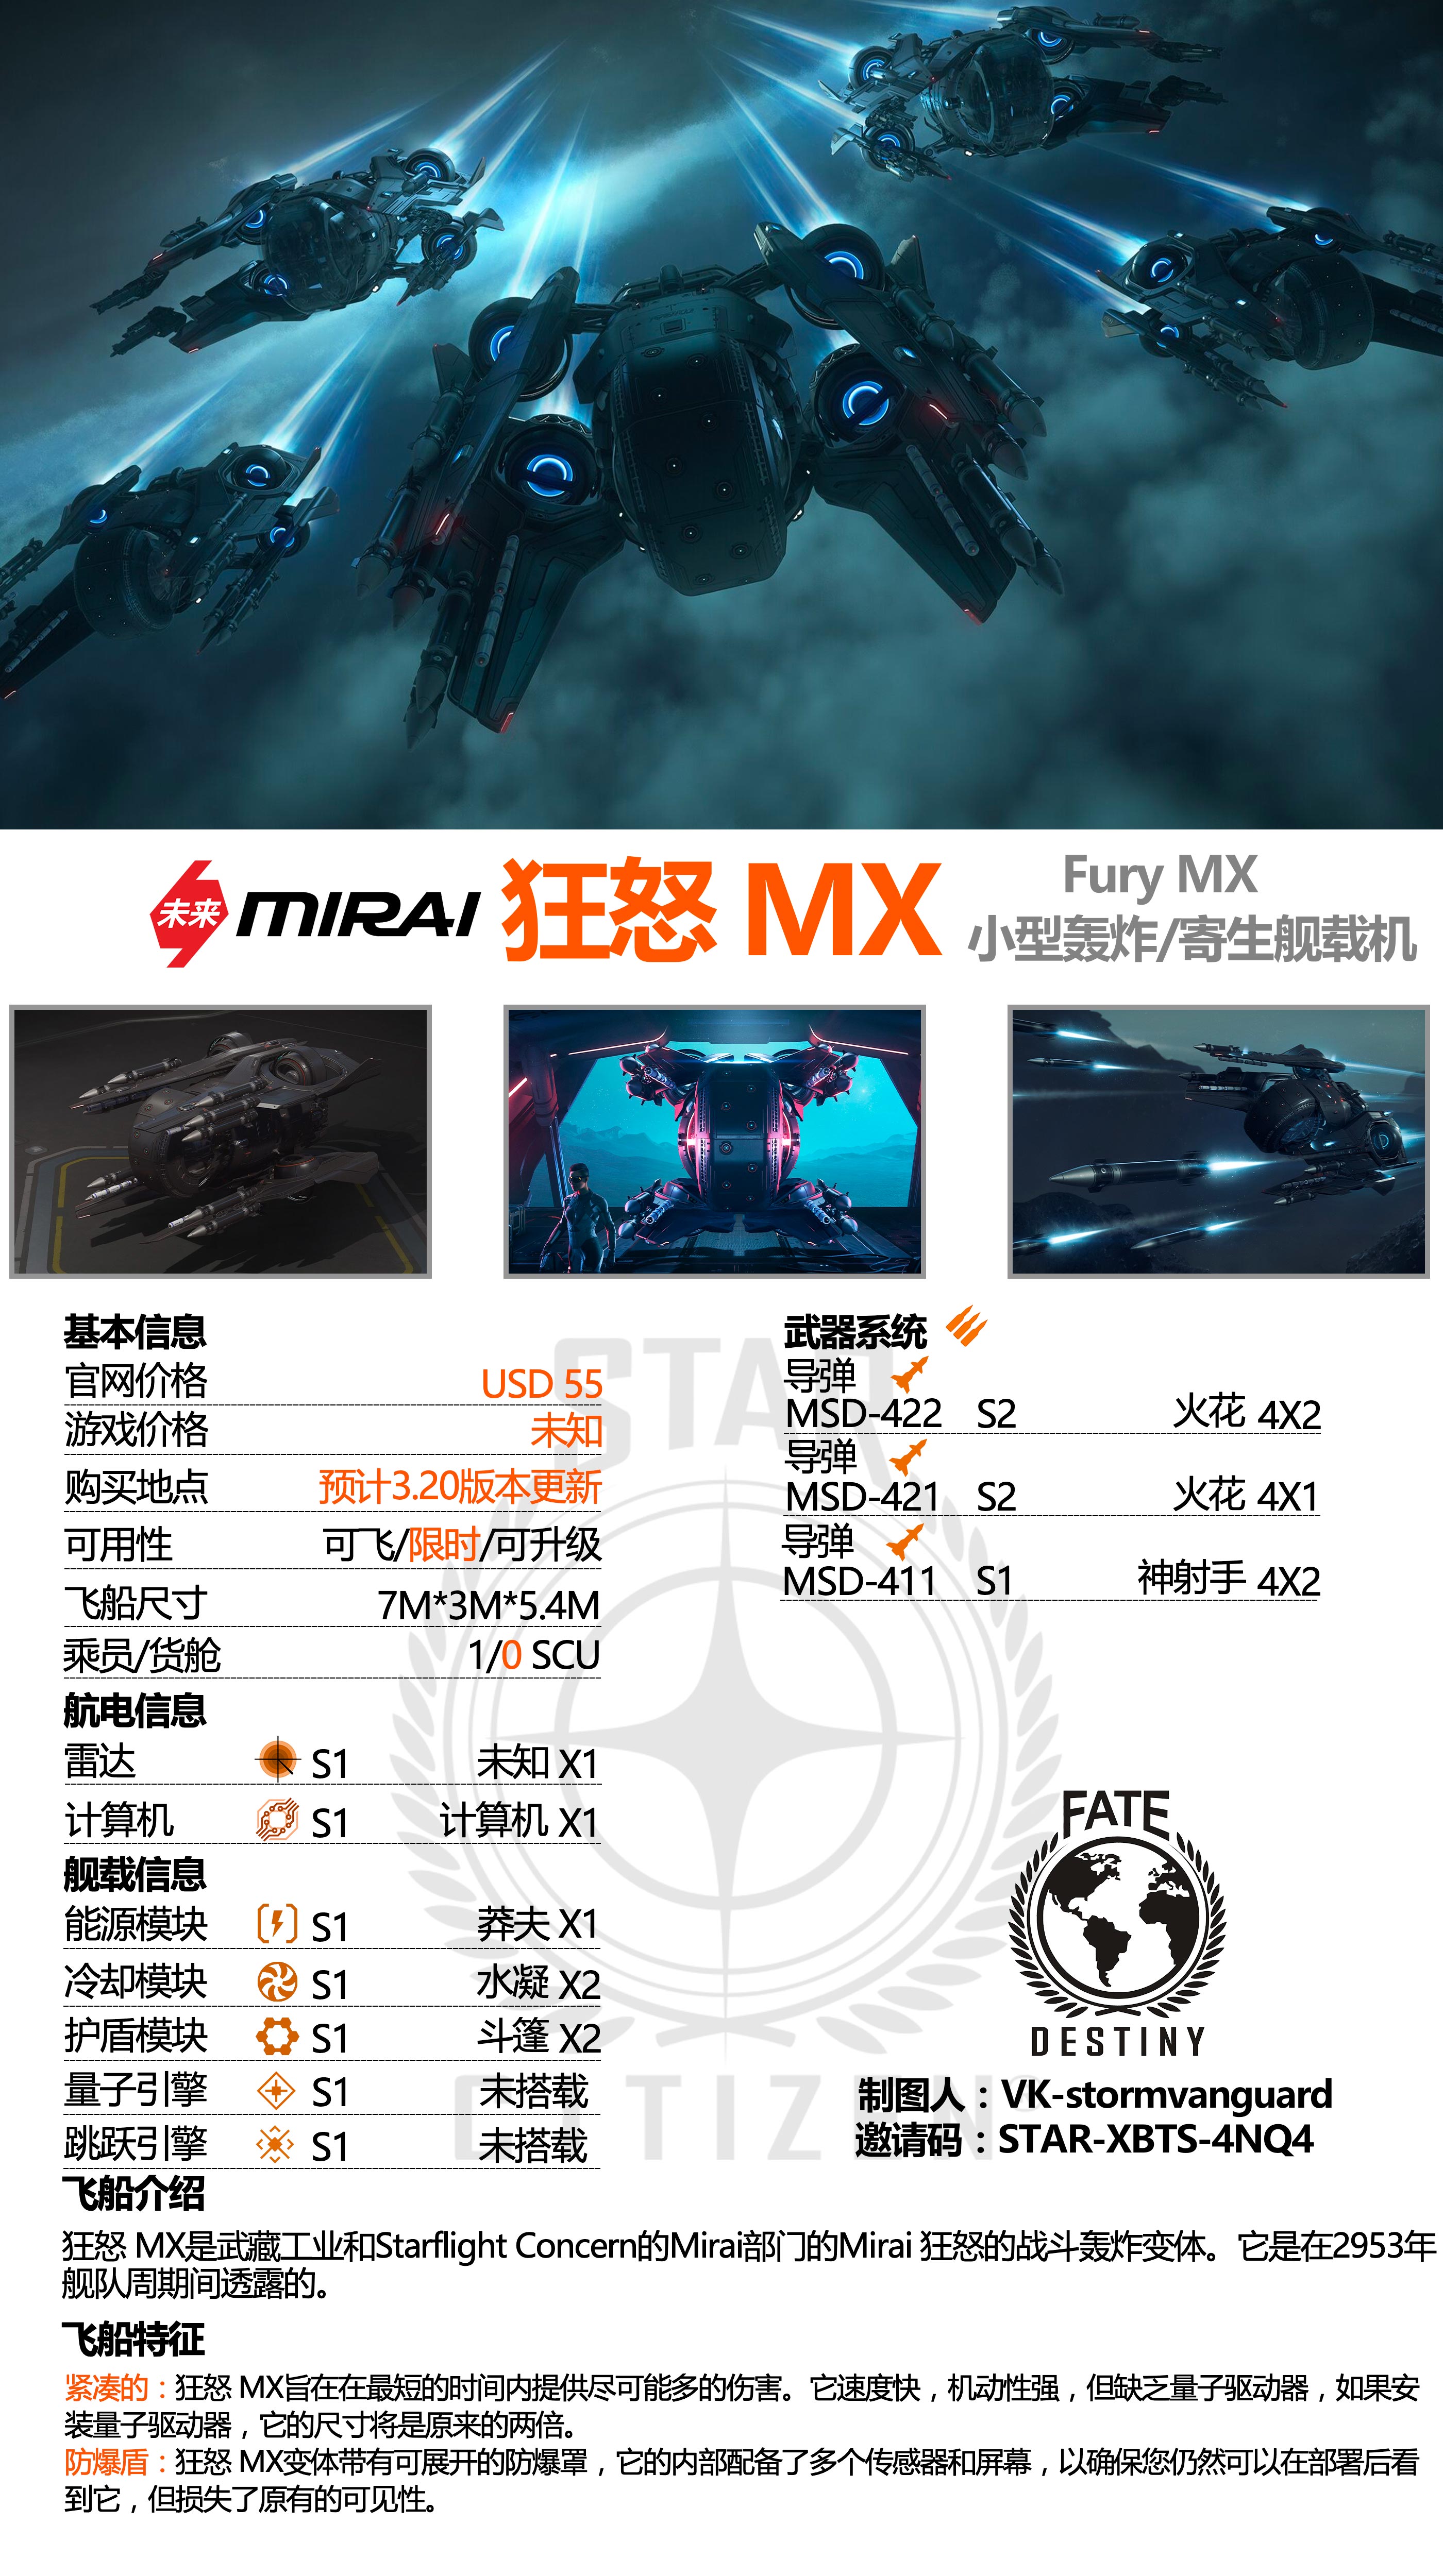 未来 MIRAI 狂怒 MX
Fury MX
小型轰炸/寄生舰载机
基本信息
官网价格 USD 55
游戏价格 未知
购买地点 预计3.20版本更新
可用性 可飞/限时/可升级
飞船尺寸 7M*3M*5.4M
乘员/货舱 1/0 SCU
航电信息
雷达 S1 未知 X1
计算机 S1 计算机 X1
舰载信息
能源模块 S1 莽夫 X1
冷却模块 S1 水凝 X2
护盾模块 S1 斗篷 X2
量子引擎 S1 未搭载
跳跃引擎 S1 未搭载
武器系统
导弹
MSD-422 S2 火花 4X2
导弹
MSD-421 S2 火花 4X1
导弹
MSD-411 S1 神射手 4X2
STAR
CITIZEN
FATE
DESTINY
制图人：VK-stormvanguard
邀请码：STAR-XBTS-4NQ4
飞船介绍
狂怒 MX是武藏工业和Starflight Concern的Mirai部门的Mirai 狂怒的战斗轰炸变体。它是在2953年
舰队周期间透露的。
飞船特征
紧凑的：狂怒 MX旨在在最短的时间内提供尽可能多的伤害。它速度快，机动性强，但缺乏量子驱动器，如果安
装量子驱动器，它的尺寸将是原来的两倍。
防爆盾：狂怒 MX变体带有可展开的防爆罩，它的内部配备了多个传感器和屏幕，以确保您仍然可以在部署后看
到它，但损失了原有的可见性。